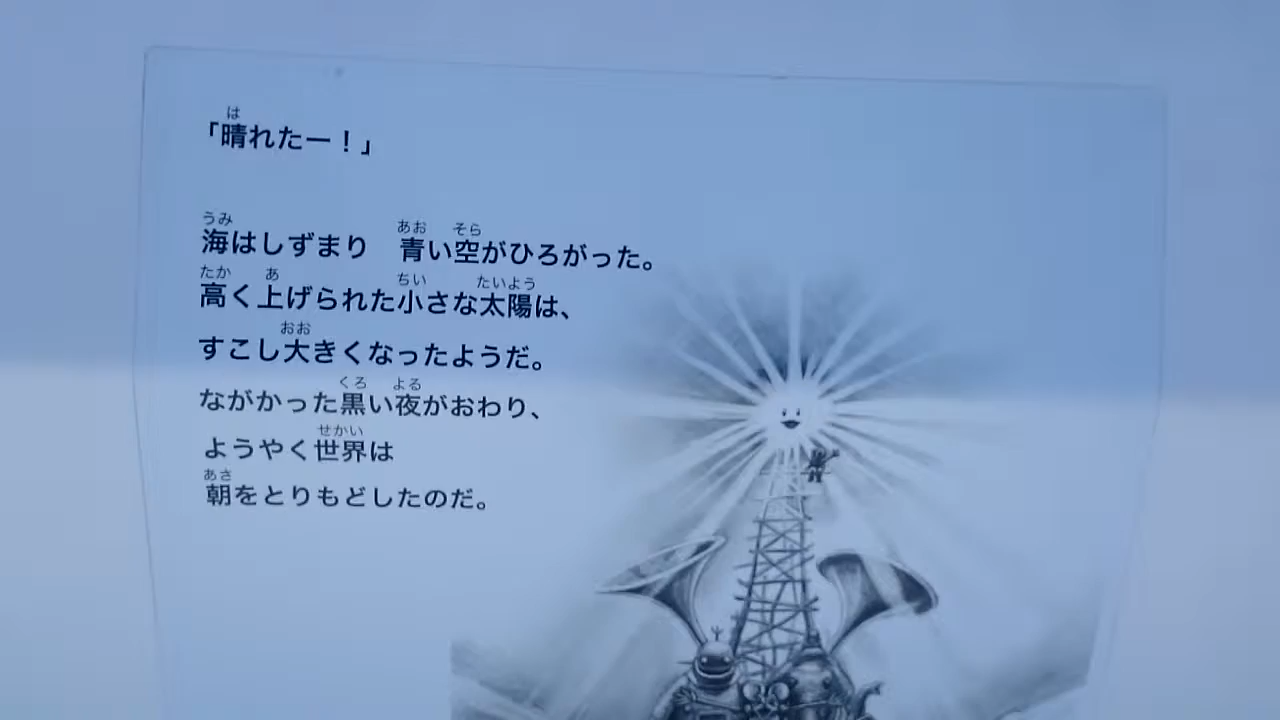 「晴れたー！」
海はしずまり　青い空がひろがった。
高く上げられた小さな太陽は、
すこし大きくなったようだ。
ながかった黒い夜がおわり、
ようやく世界は
朝をとりもどしたのだ。